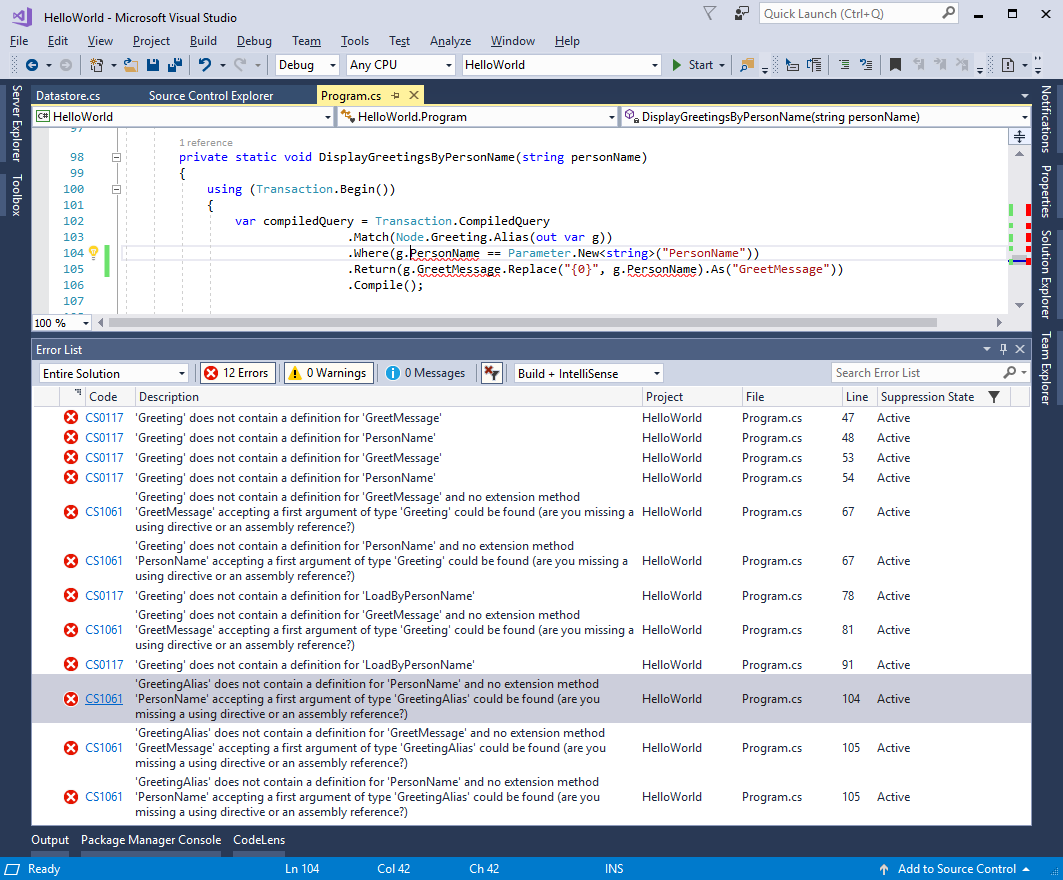 HelloWorld - Microsoft Visual Studio
Quick Launch (Ctrl+Q)
File Edit View Project Build Debug Team Tools Test Analyze Window Help
Debug Any CPU HelloWorld Start
Server Explorer
Toolbox
Datastore.cs Source Control Explorer Program.cs
C# HelloWorld HelloWorld.Program DisplayGreetingsByPersonName(string personName)
97
1 reference
98 private static void DisplayGreetingsByPersonName(string personName)
99 {
100 using (Transaction.Begin())
101 {
102 var compiledQuery = Transaction.CompiledQuery
103 .Match(Node.Greeting.Alias(out var g))
104 .Where(g.PersonName == Parameter.New<string>("PersonName"))
105 .Return(g.GreetMessage.Replace("{0}", g.PersonName).As("GreetMessage"))
106 .Compile();
107
100 %
Notifications
Properties
Solution Explorer
Team Explorer
Error List
Entire Solution 12 Errors 0 Warnings 0 Messages Build + IntelliSense Search Error List
Code Description Project File Line Suppression State
CS0117 'Greeting' does not contain a definition for 'GreetMessage' HelloWorld Program.cs 47 Active
CS0117 'Greeting' does not contain a definition for 'PersonName' HelloWorld Program.cs 48 Active
CS0117 'Greeting' does not contain a definition for 'GreetMessage' HelloWorld Program.cs 53 Active
CS0117 'Greeting' does not contain a definition for 'PersonName' HelloWorld Program.cs 54 Active
'Greeting' does not contain a definition for 'GreetMessage' and no extension method
CS1061 'GreetMessage' accepting a first argument of type 'Greeting' could be found (are you missing a HelloWorld Program.cs 67 Active
using directive or an assembly reference?)
'Greeting' does not contain a definition for 'PersonName' and no extension method
CS1061 'PersonName' accepting a first argument of type 'Greeting' could be found (are you missing a HelloWorld Program.cs 67 Active
using directive or an assembly reference?)
CS0117 'Greeting' does not contain a definition for 'LoadByPersonName' HelloWorld Program.cs 78 Active
'Greeting' does not contain a definition for 'GreetMessage' and no extension method
CS1061 'GreetMessage' accepting a first argument of type 'Greeting' could be found (are you missing a HelloWorld Program.cs 81 Active
using directive or an assembly reference?)
CS0117 'Greeting' does not contain a definition for 'LoadByPersonName' HelloWorld Program.cs 91 Active
'GreetingAlias' does not contain a definition for 'PersonName' and no extension method
CS1061 'PersonName' accepting a first argument of type 'GreetingAlias' could be found (are you HelloWorld Program.cs 104 Active
missing a using directive or an assembly reference?)
'GreetingAlias' does not contain a definition for 'GreetMessage' and no extension method
CS1061 'GreetMessage' accepting a first argument of type 'GreetingAlias' could be found (are you HelloWorld Program.cs 105 Active
missing a using directive or an assembly reference?)
'GreetingAlias' does not contain a definition for 'PersonName' and no extension method
CS1061 'PersonName' accepting a first argument of type 'GreetingAlias' could be found (are you HelloWorld Program.cs 105 Active
missing a using directive or an assembly reference?)
Output Package Manager Console CodeLens
Ready Ln 104 Col 42 Ch 42 INS Add to Source Control